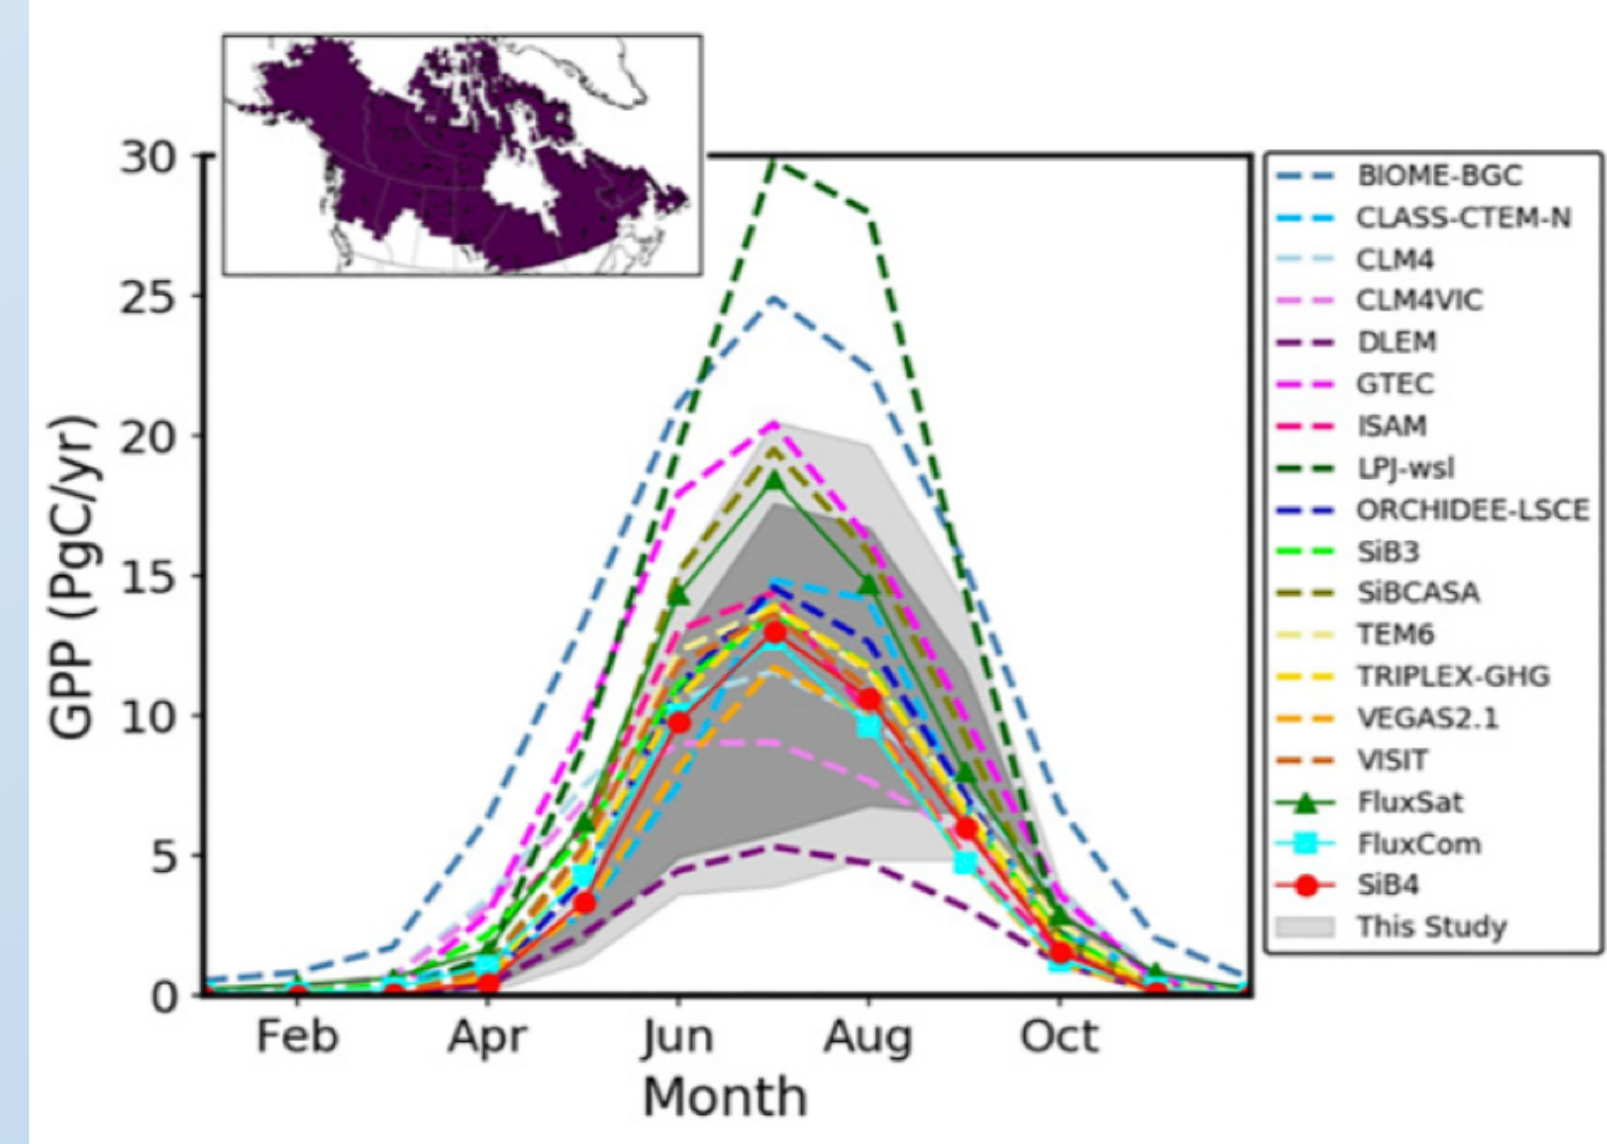 30
25
20
15
10
5
0
GPP (PgC/yr)
Feb Apr Jun Aug Oct
Month
BIOME-BGC
CLASS-CTEM-N
CLM4
CLM4VIC
DLEM
GTEC
ISAM
LPJ-wsl
ORCHIDEE-LSCE
SiB3
SiBCASA
TEM6
TRIPLEX-GHG
VEGAS2.1
VISIT
FluxSat
FluxCom
SiB4
This Study